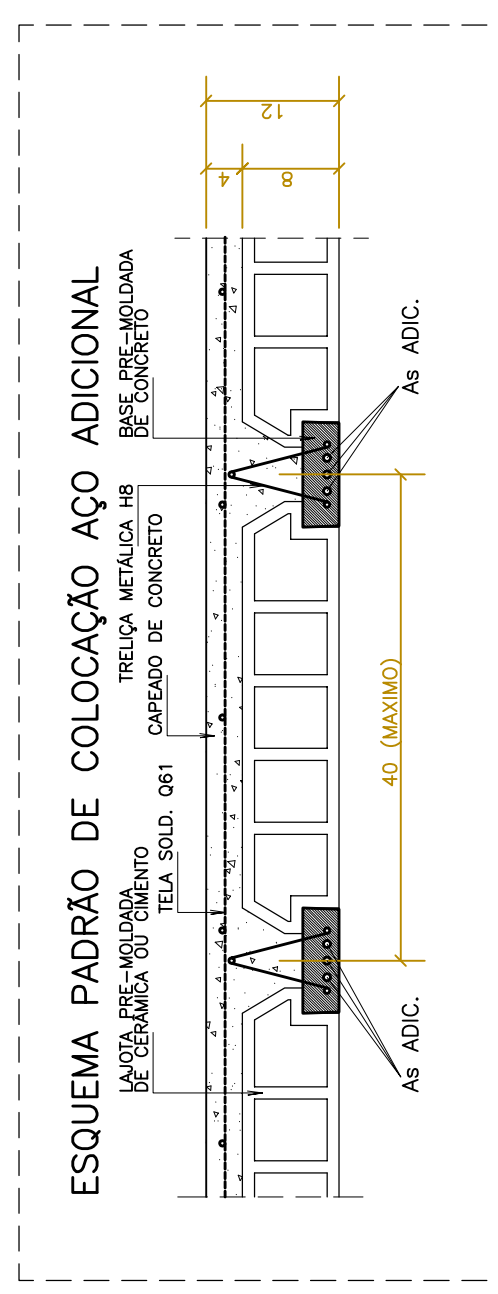 ESQUEMA PADRÃO DE COLOCAÇÃO AÇO ADICIONAL
LAJOTA PRE-MOLDADA
DE CERÂMICA OU CIMENTO
TELA SOLD. Q61
CAPEADO DE CONCRETO
TRELIÇA METÁLICA H8
BASE PRE-MOLDADA
DE CONCRETO
4
8
12
40 (MAXIMO)
As ADIC.
As ADIC.